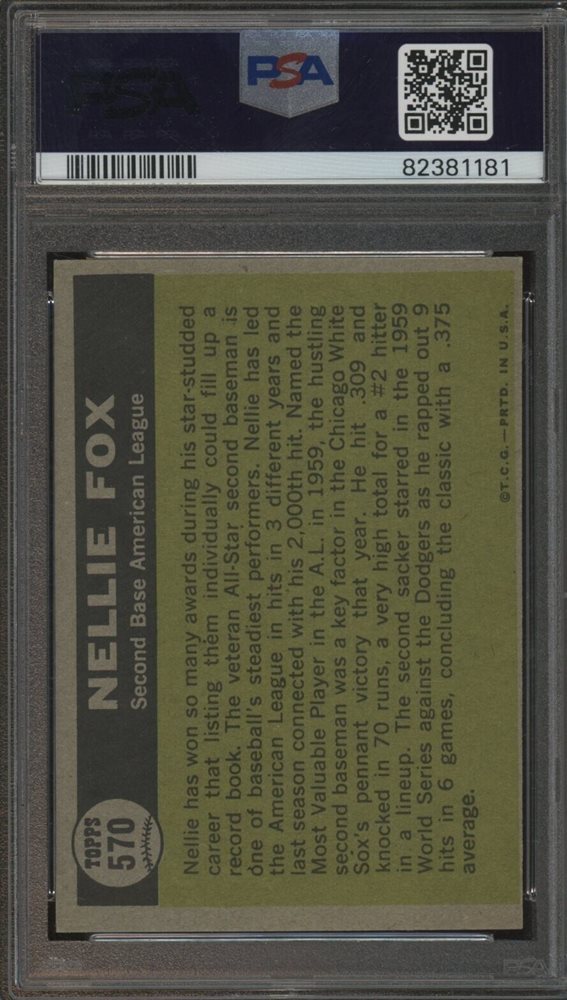 PSA
PSA
82381181
TOPPS
570
NELLIE FOX
Second Base American League
Nellie has won so many awards during his star-studded
career that listing them individually could fill up a
record book. The veteran All-Star second baseman is
one of baseball's steadiest performers. Nellie has led
the American League in hits in 3 different years and
last season connected with his 2,000th hit. Named the
Most Valuable Player in the A.L. in 1959, the hustling
second baseman was a key factor in the Chicago White
Sox's pennant victory that year. He hit .309 and
knocked in 70 runs, a very high total for a #2 hitter
in a lineup. The second sacker starred in the 1959
World Series against the Dodgers as he rapped out 9
hits in 6 games, concluding the classic with a .375
average.
©T.C.G.—PRTD. IN U.S.A.